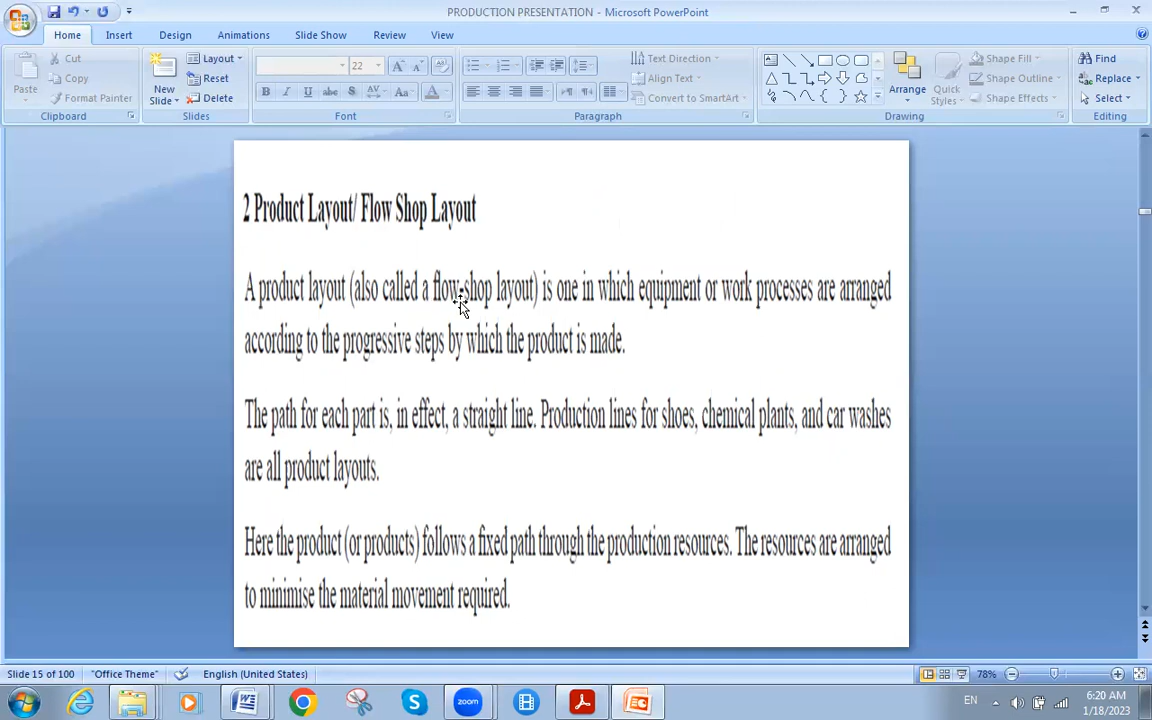 PRODUCTION PRESENTATION - Microsoft PowerPoint
Home Insert Design Animations Slide Show Review View
Cut Layout 22 Text Direction Shape Fill Find
Paste Copy New Slide Reset Align Text Arrange Quick Styles Shape Outline Replace
Format Painter Delete B I U abe S AV Aa A Convert to SmartArt Shape Effects Select
Clipboard Slides Font Paragraph Drawing Editing
2 Product Layout/ Flow Shop Layout
A product layout (also called a flow-shop layout) is one in which equipment or work processes are arranged
according to the progressive steps by which the product is made.
The path for each part is, in effect, a straight line. Production lines for shoes, chemical plants, and car washes
are all product layouts.
Here the product (or products) follows a fixed path through the production resources. The resources are arranged
to minimise the material movement required.
Slide 15 of 100 "Office Theme" English (United States) 78%
zoom EN 6:20 AM
1/18/2023